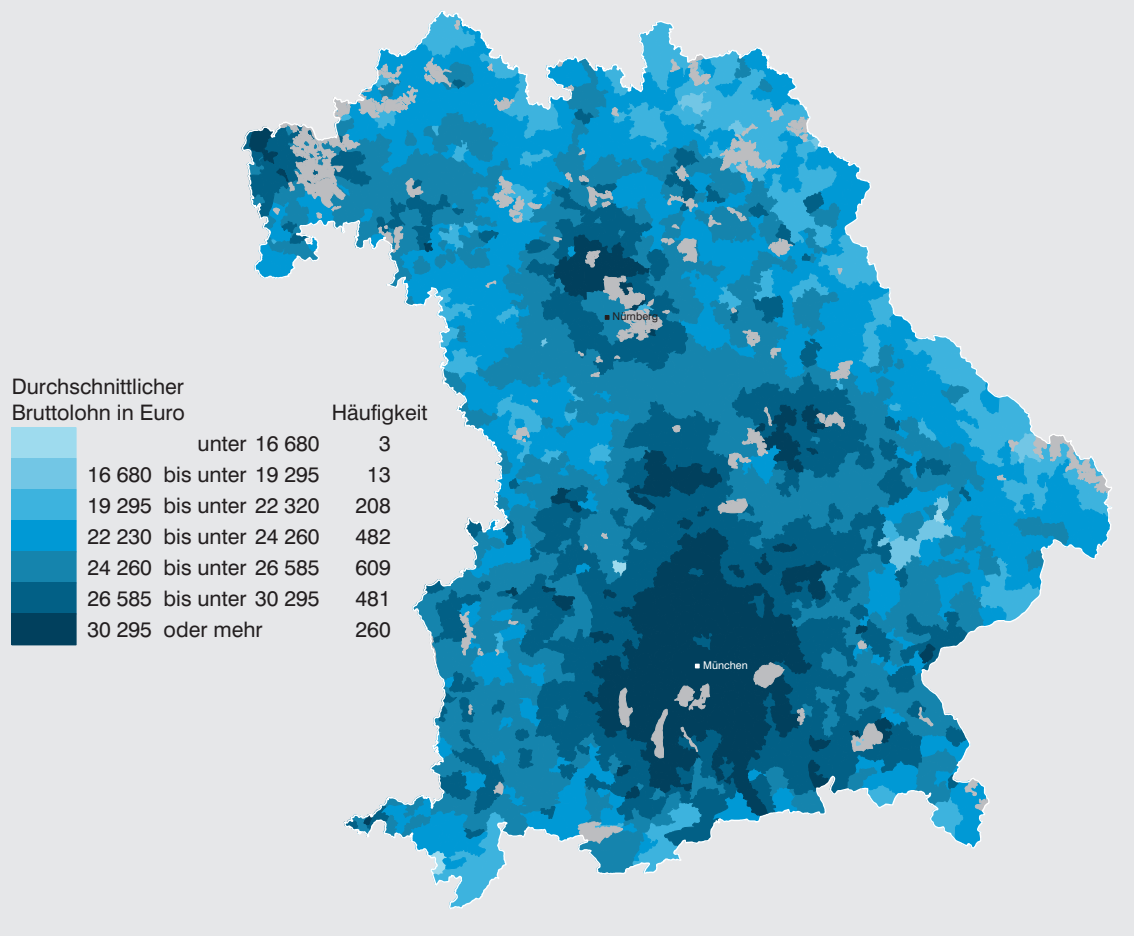 Nürnberg
Durchschnittlicher
Bruttolohn in Euro Häufigkeit
unter 16 680 3
16 680 bis unter 19 295 13
19 295 bis unter 22 320 208
22 230 bis unter 24 260 482
24 260 bis unter 26 585 609
26 585 bis unter 30 295 481
30 295 oder mehr 260
München